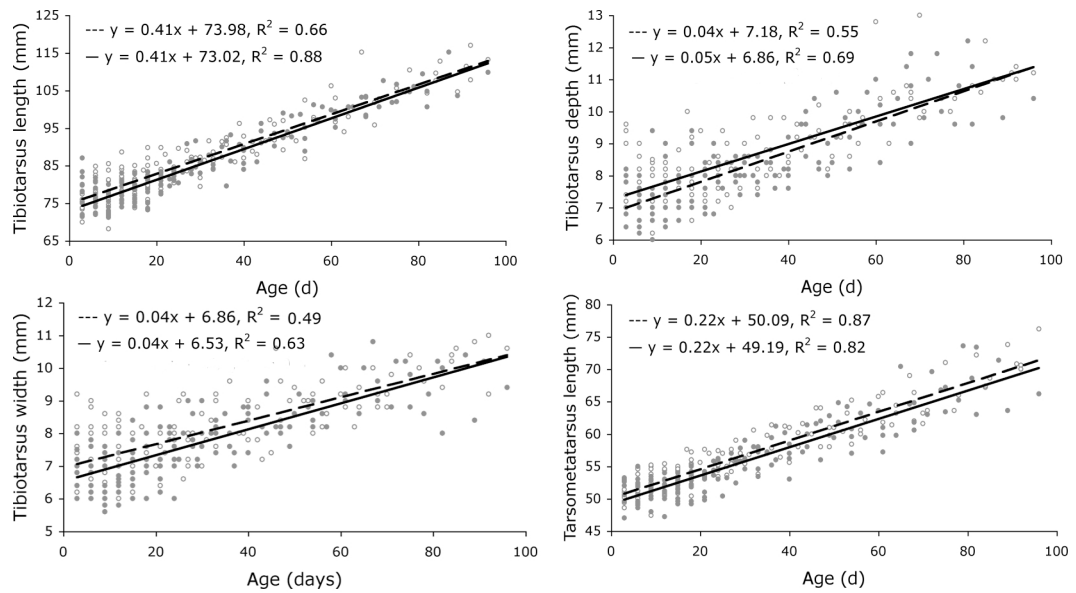 Tibiotarsus length (mm)
125
115
105
95
85
75
65
--- y = 0.41x + 73.98, R² = 0.66
— y = 0.41x + 73.02, R² = 0.88
0 20 40 60 80 100
Age (d)
Tibiotarsus depth (mm)
13
12
11
10
9
8
7
6
--- y = 0.04x + 7.18, R² = 0.55
— y = 0.05x + 6.86, R² = 0.69
0 20 40 60 80 100
Age (d)
Tibiotarsus width (mm)
12
11
10
9
8
7
6
5
--- y = 0.04x + 6.86, R² = 0.49
— y = 0.04x + 6.53, R² = 0.63
0 20 40 60 80 100
Age (days)
Tarsometatarsus length (mm)
80
75
70
65
60
55
50
45
--- y = 0.22x + 50.09, R² = 0.87
— y = 0.22x + 49.19, R² = 0.82
0 20 40 60 80 100
Age (d)